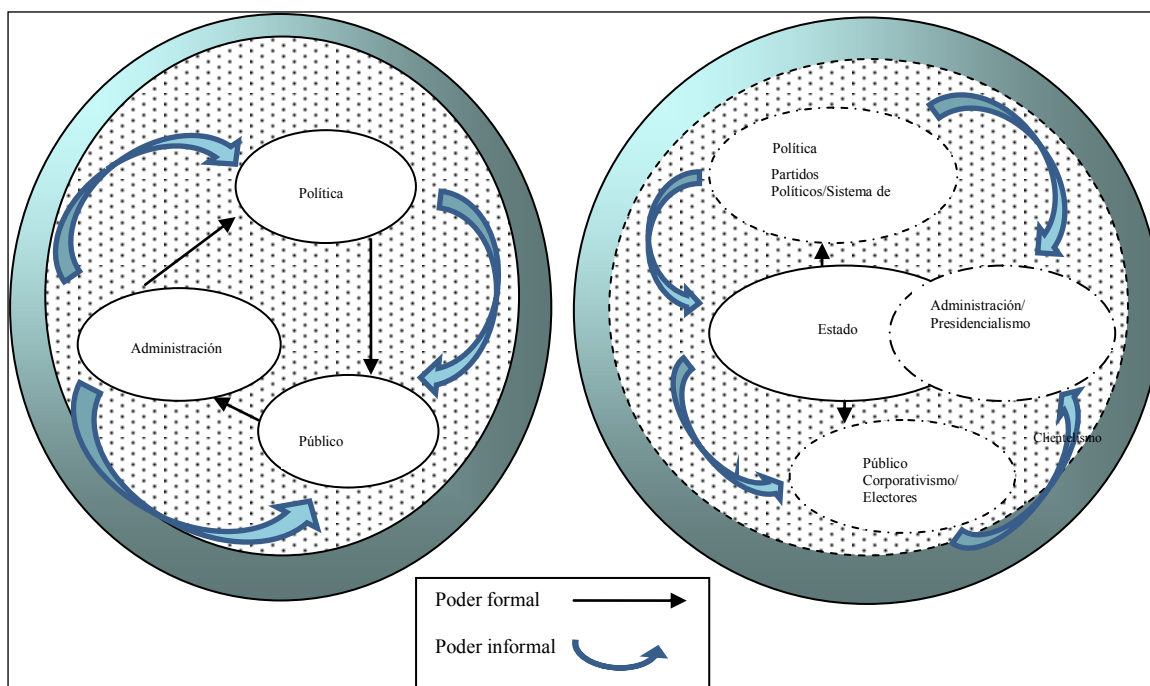 Política
Administración
Público
Política
Partidos
Políticos/Sistema de
Estado
Administración/
Presidencialismo
Clientelismo
Público
Corporativismo/
Electores
Poder formal
Poder informal